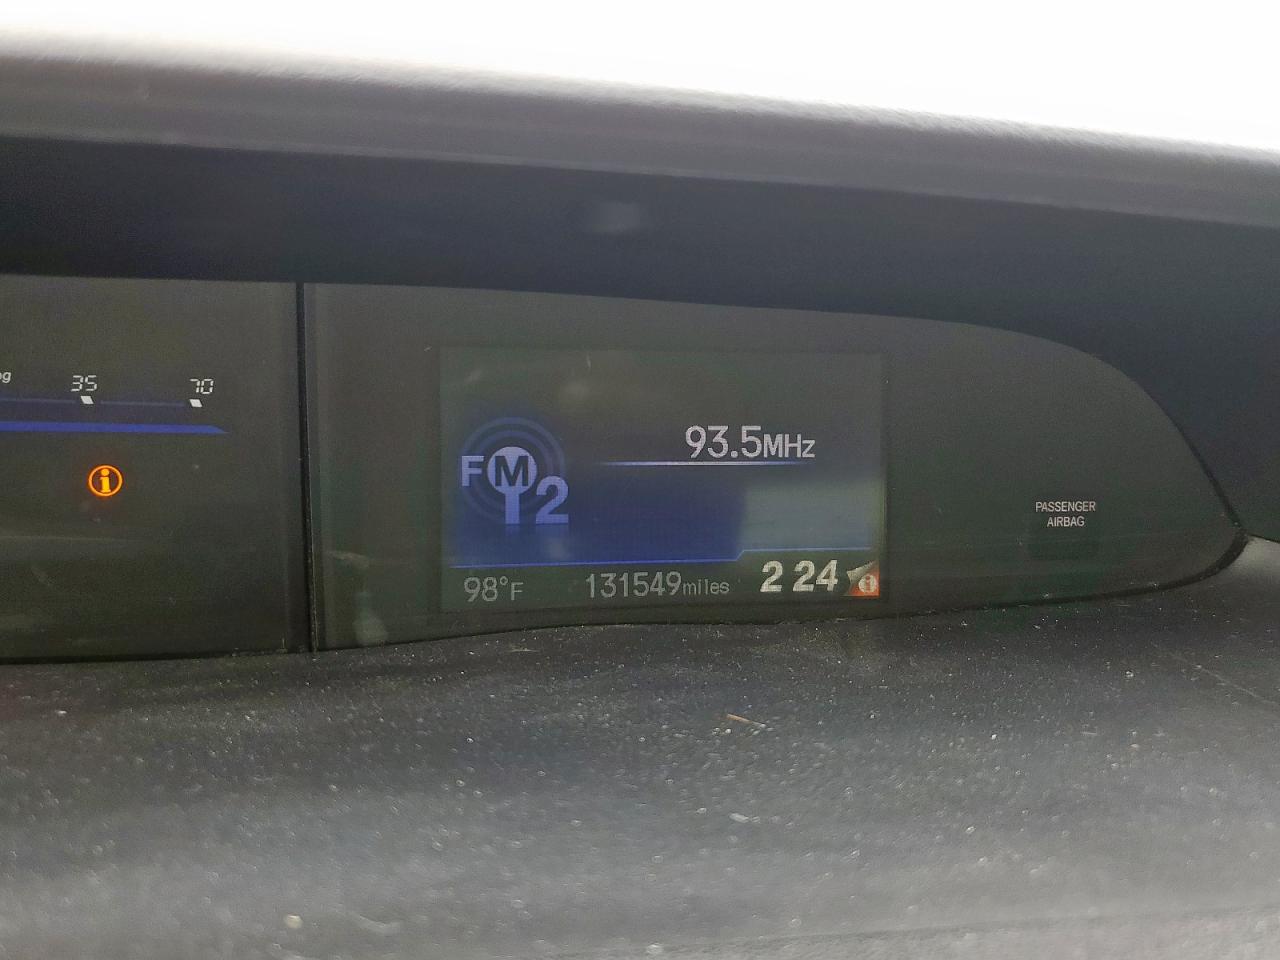 35 70
93.5MHz
FM 2
98°F 131549miles 2 24
PASSENGER
AIRBAG